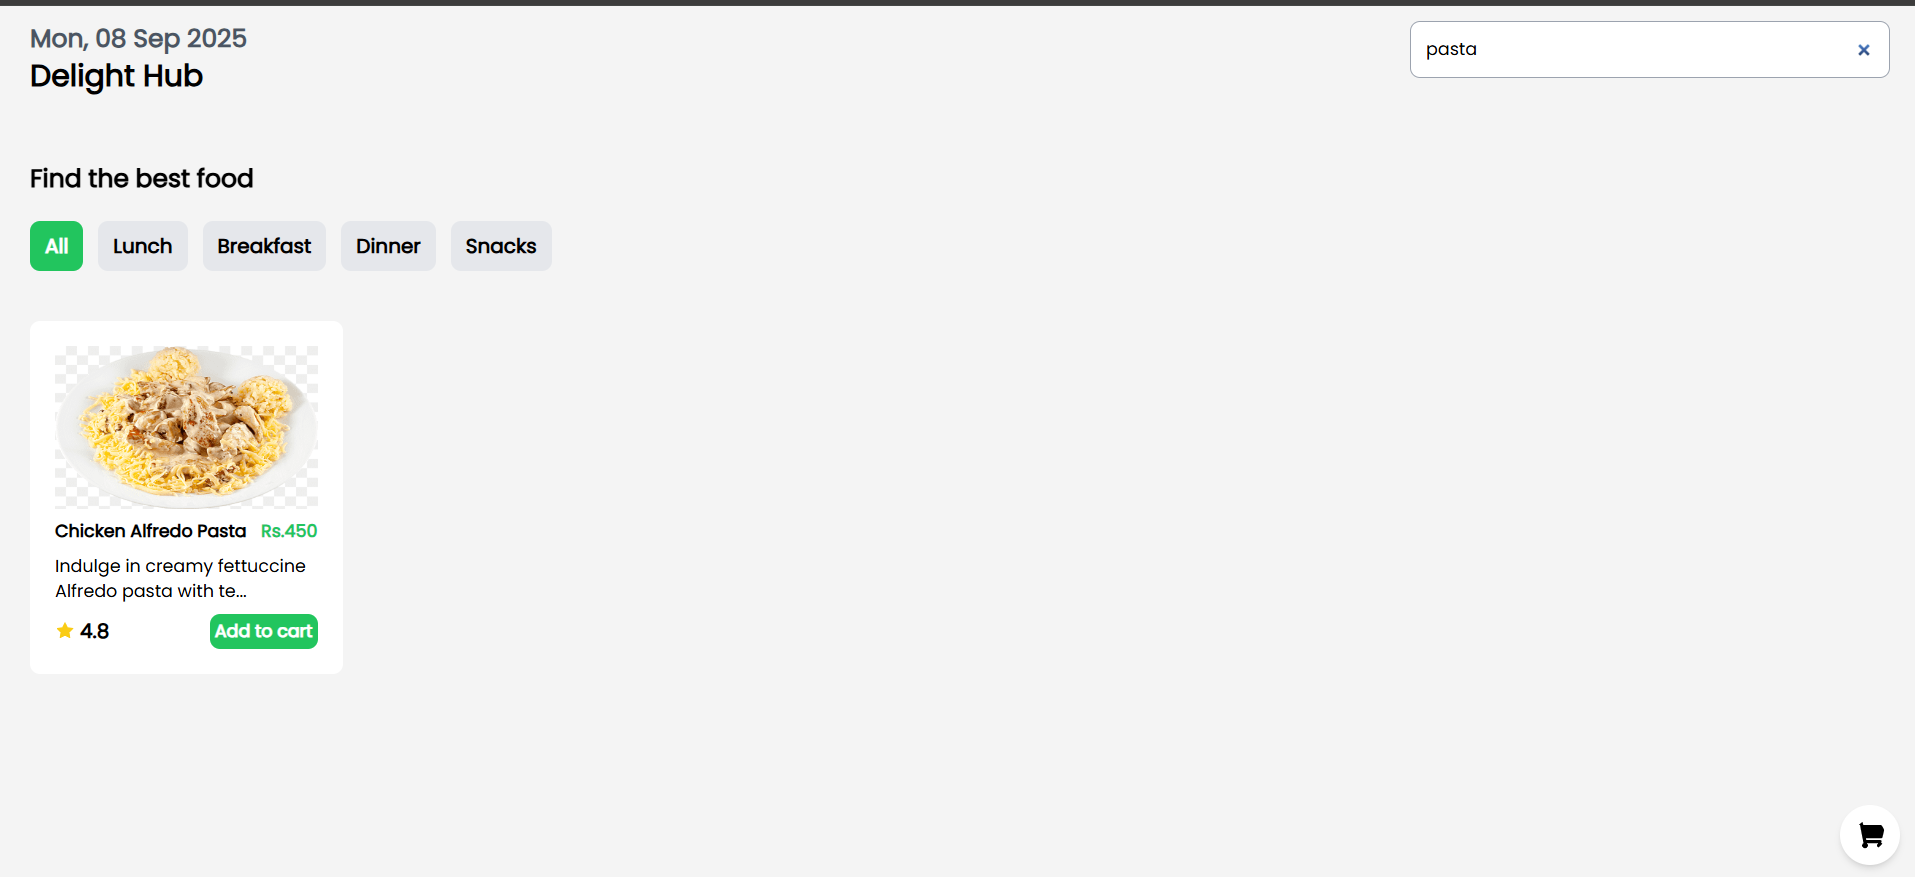 Mon, 08 Sep 2025
Delight Hub
pasta
Find the best food
All
Lunch
Breakfast
Dinner
Snacks
Chicken Alfredo Pasta
Rs.450
Indulge in creamy fettuccine
Alfredo pasta with te...
4.8
Add to cart